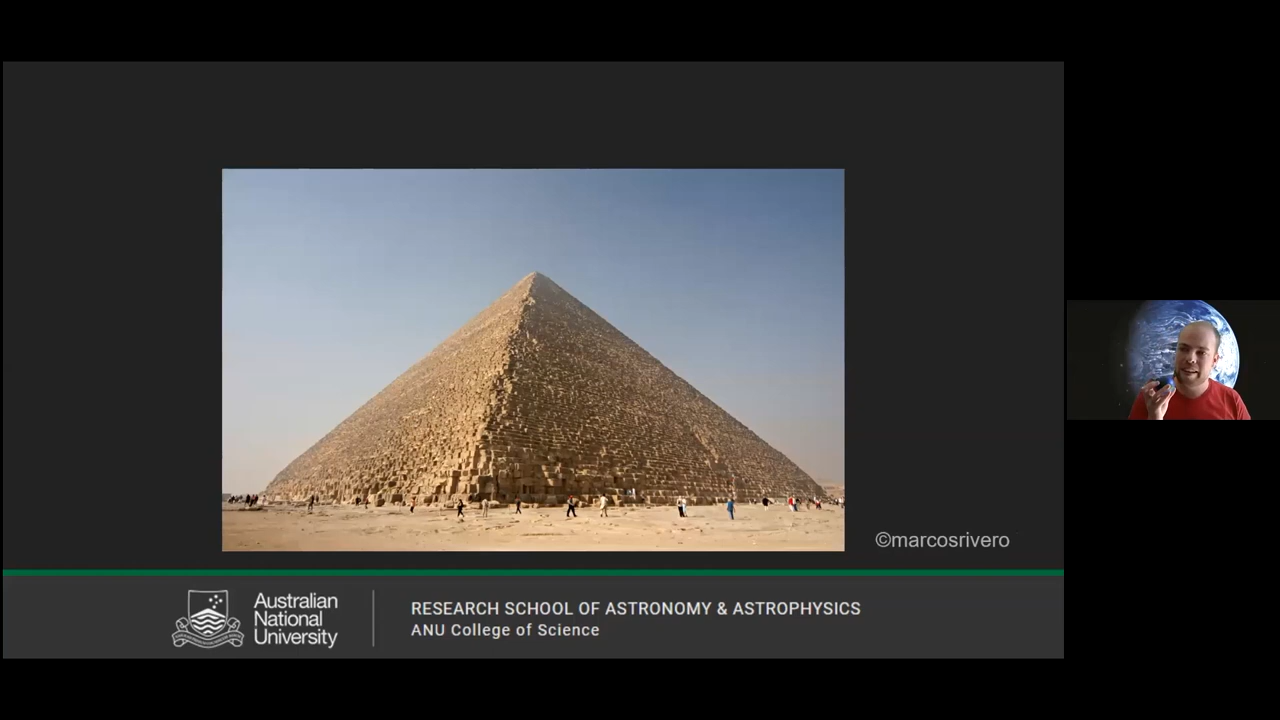 ©marcosrivero
Australian
National
University
RESEARCH SCHOOL OF ASTRONOMY & ASTROPHYSICS
ANU College of Science